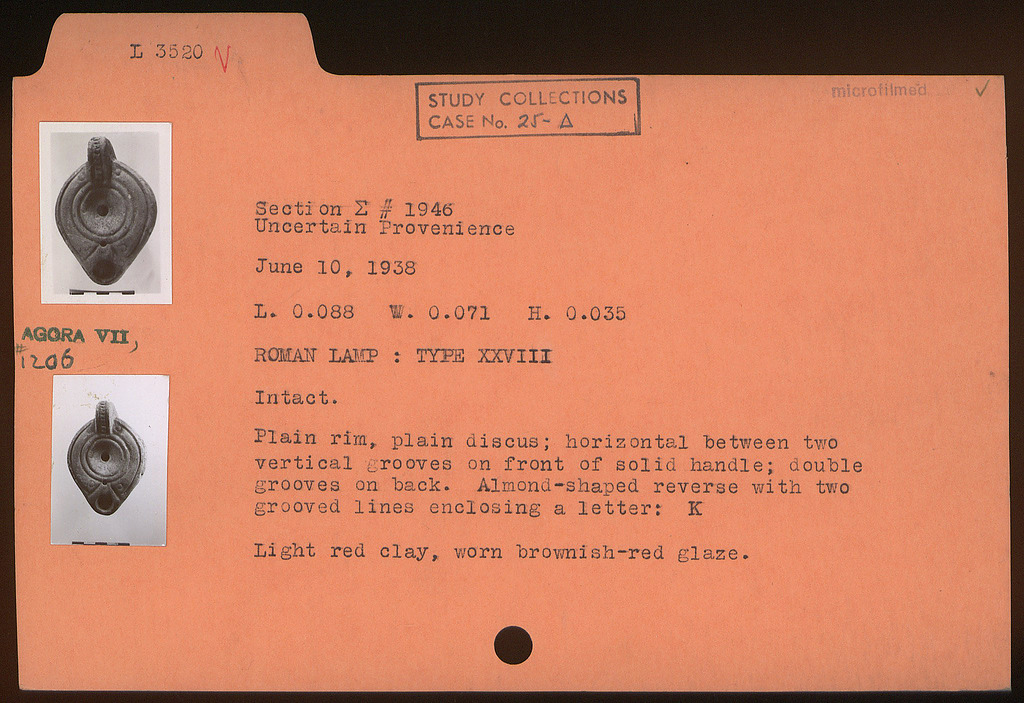 L 3520 V
STUDY COLLECTIONS
CASE No. 25-Δ
microfilmed ✓
Section Σ # 1946
Uncertain Provenience
June 10, 1938
L. 0.088 W. 0.071 H. 0.035
AGORA VII,
#1206
ROMAN LAMP : TYPE XXVIII
Intact.
Plain rim, plain discus; horizontal between two
vertical grooves on front of solid handle; double
grooves on back. Almond-shaped reverse with two
grooved lines enclosing a letter: K
Light red clay, worn brownish-red glaze.